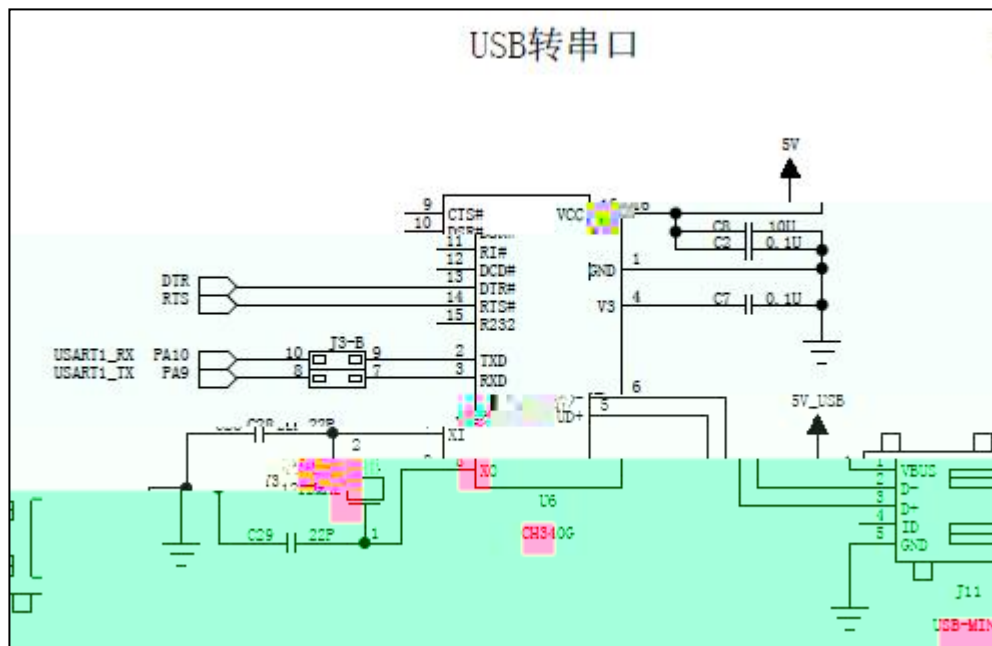 USB转串口
5V
9 CTS#
VCC
10
C8 10U
11 RI#
C2 0.1U
12 DCD#
GND 1
DTR 13 DTR#
RTS 14 RTS#
V3 4 C7 0.1U
15 R232
J3-B
USART1_RX PA10 10 9 2 TXD
USART1_TX PA9 8 7 3 RXD
6
UD+ 5
5V_USB
22P
XI
2
XO
1 VBUS
2 D-
3 D+
4 ID
5 GND
U6
C29 22P 1
CH340G
J11
USB-MIN